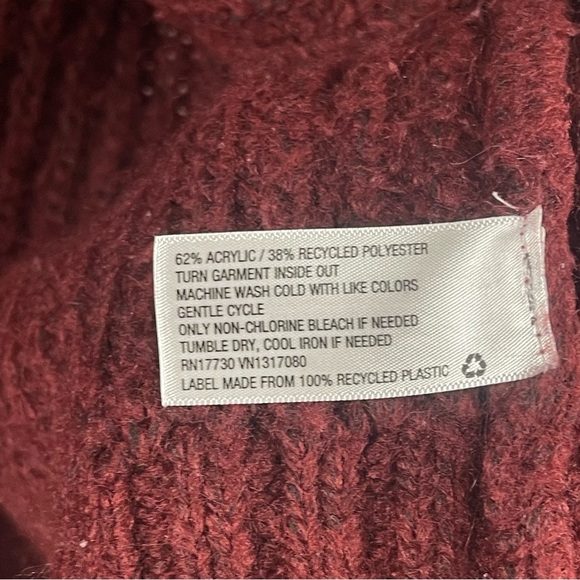 62% ACRYLIC / 38% RECYCLED POLYESTER
TURN GARMENT INSIDE OUT
MACHINE WASH COLD WITH LIKE COLORS
GENTLE CYCLE
ONLY NON-CHLORINE BLEACH IF NEEDED
TUMBLE DRY, COOL IRON IF NEEDED
RN17730 VN1317080
LABEL MADE FROM 100% RECYCLED PLASTIC